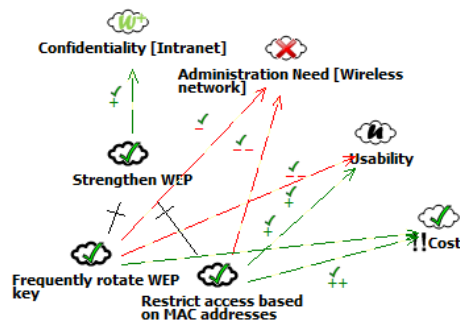 W+
Confidentiality [Intranet]
Administration Need [Wireless
network]
+
-
--
u
Usability
Strengthen WEP
--
+
+
!!Cost
Frequently rotate WEP
key
++
Restrict access based
on MAC addresses